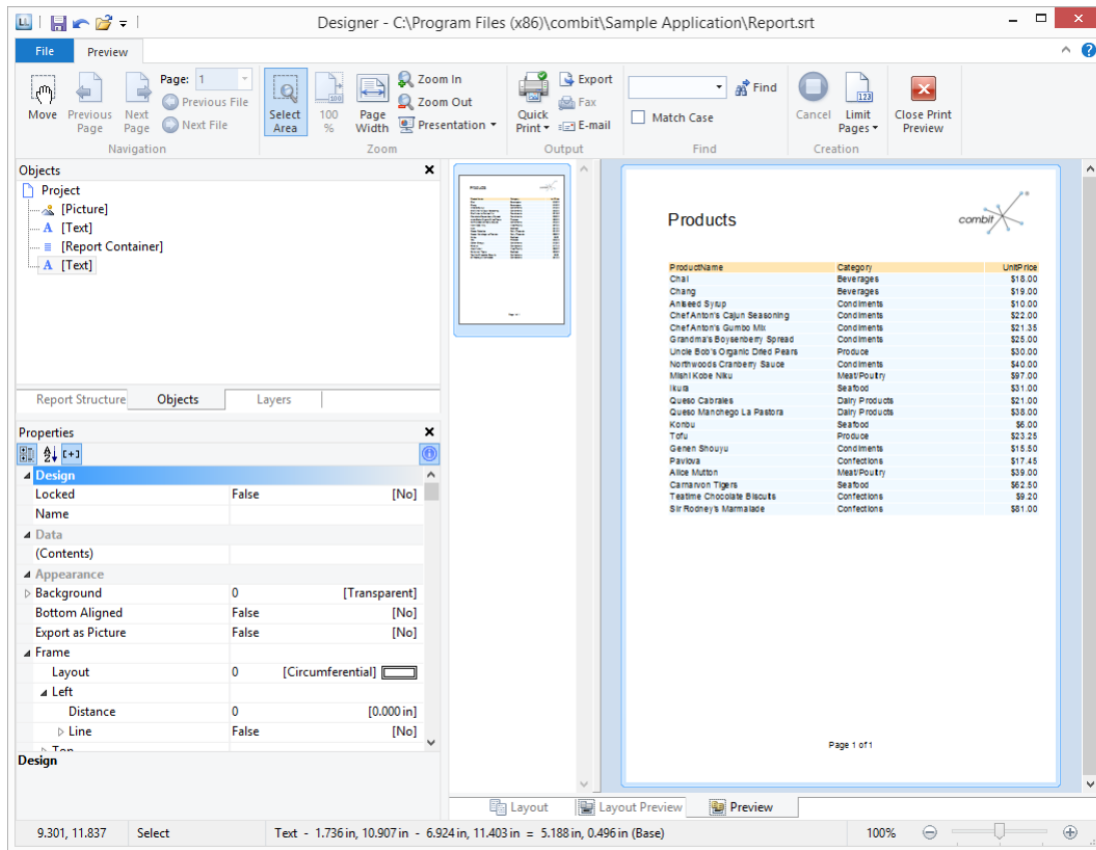 Designer - C:\Program Files (x86)\combit\Sample Application\Report.srt
File Preview
Move
Previous Page
Next Page
Page: 1
Previous File
Next File
Navigation
Select Area
100 %
Page Width
Zoom In
Zoom Out
Presentation
Zoom
Quick Print
Export
Fax
E-mail
Output
Find
Match Case
Find
Cancel
Limit Pages
Creation
Close Print Preview
Objects
Project
[Picture]
[Text]
[Report Container]
[Text]
Report Structure Objects Layers
Properties
Design
Locked False [No]
Name
Data
(Contents)
Appearance
Background 0 [Transparent]
Bottom Aligned False [No]
Export as Picture False [No]
Frame
Layout 0 [Circumferential]
Left
Distance 0 [0.000 in]
Line False [No]
Top
Design
Products
combit
ProductName Category UnitPrice
Chai Beverages $18.00
Chang Beverages $19.00
Aniseed Syrup Condiments $10.00
Chef Anton's Cajun Seasoning Condiments $22.00
Chef Anton's Gumbo Mix Condiments $21.35
Grandma's Boysenberry Spread Condiments $25.00
Uncle Bob's Organic Dried Pears Produce $30.00
Northwoods Cranberry Sauce Condiments $40.00
Mishi Kobe Niku Meat/Poultry $97.00
Ikura Seafood $31.00
Queso Cabrales Dairy Products $21.00
Queso Manchego La Pastora Dairy Products $38.00
Konbu Seafood $6.00
Tofu Produce $23.25
Genen Shouyu Condiments $15.50
Pavlova Confections $17.45
Alice Mutton Meat/Poultry $39.00
Carnarvon Tigers Seafood $62.50
Teatime Chocolate Biscuits Confections $9.20
Sir Rodney's Marmalade Confections $81.00
Page 1 of 1
Layout Layout Preview Preview
9.301, 11.837 Select Text - 1.736 in, 10.907 in - 6.924 in, 11.403 in = 5.188 in, 0.496 in (Base) 100%